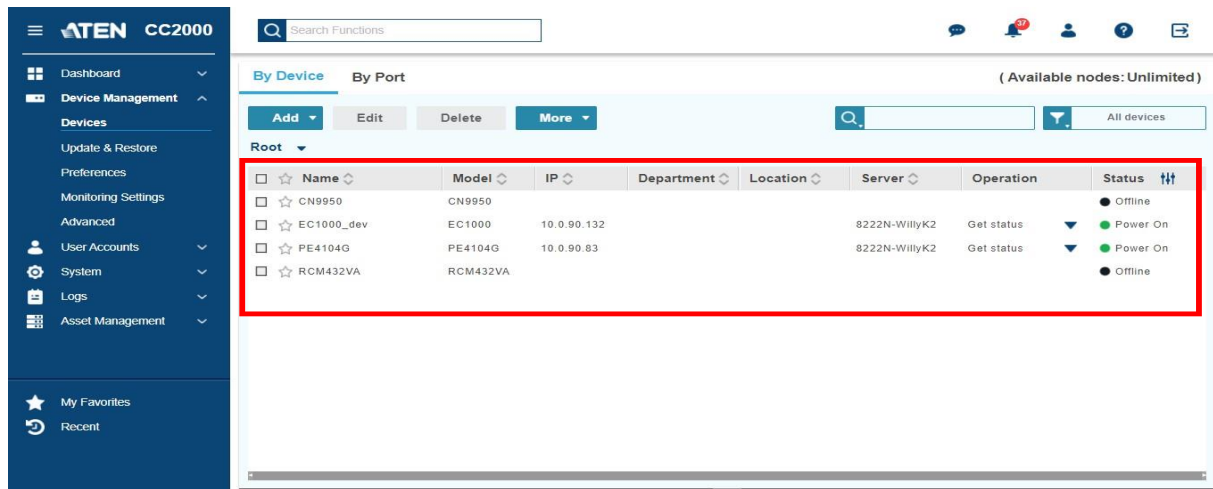 ATEN CC2000
Search Functions
37
Dashboard
Device Management
Devices
Update & Restore
Preferences
Monitoring Settings
Advanced
User Accounts
System
Logs
Asset Management
My Favorites
Recent
By Device By Port (Available nodes: Unlimited)
Add Edit Delete More All devices
Root
Name Model IP Department Location Server Operation Status
CN9950 CN9950 Offline
EC1000_dev EC1000 10.0.90.132 8222N-WillyK2 Get status Power On
PE4104G PE4104G 10.0.90.83 8222N-WillyK2 Get status Power On
RCM432VA RCM432VA Offline